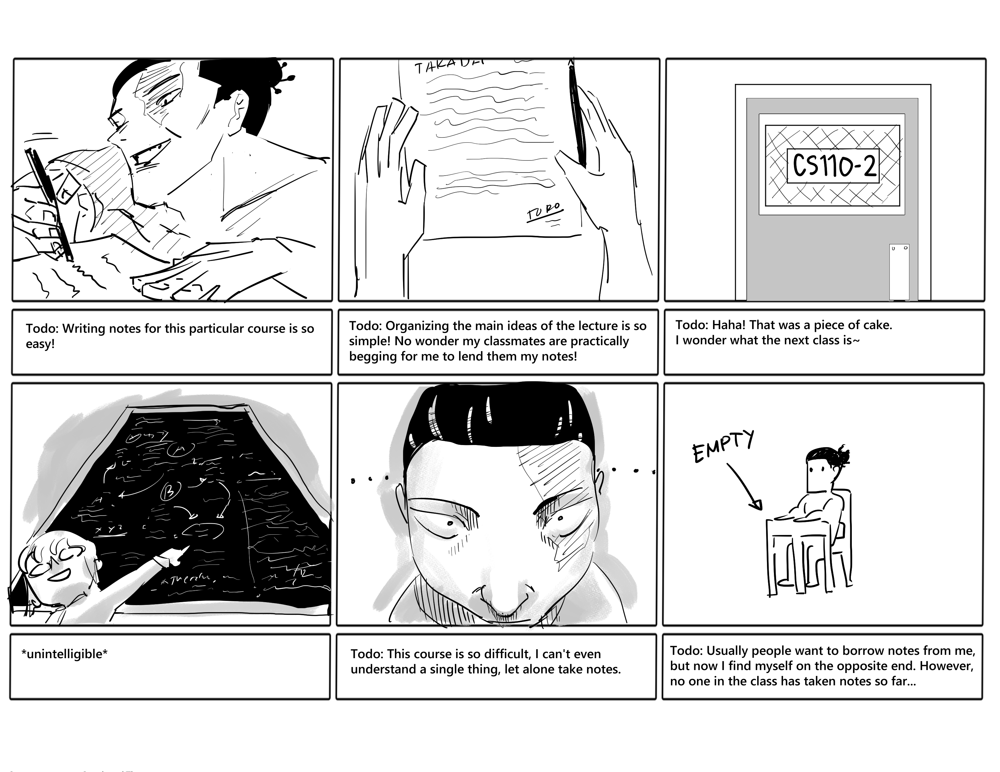 TORO
CS110-2
Todo: Writing notes for this particular course is so
easy!
Todo: Organizing the main ideas of the lecture is so
simple! No wonder my classmates are practically
begging for me to lend them my notes!
Todo: Haha! That was a piece of cake.
I wonder what the next class is~
A
B
EMPTY
*unintelligible*
Todo: This course is so difficult, I can't even
understand a single thing, let alone take notes.
Todo: Usually people want to borrow notes from me,
but now I find myself on the opposite end. However,
no one in the class has taken notes so far...